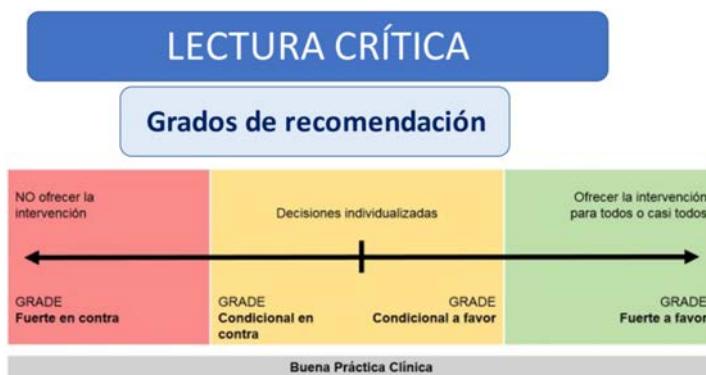 LECTURA CRÍTICA
Grados de recomendación
NO ofrecer la
intervención
Decisiones individualizadas
Ofrecer la intervención
para todos o casi todos
GRADE
Fuerte en contra
GRADE
Condicional en
contra
GRADE
Condicional a favor
GRADE
Fuerte a favor
Buena Práctica Clínica